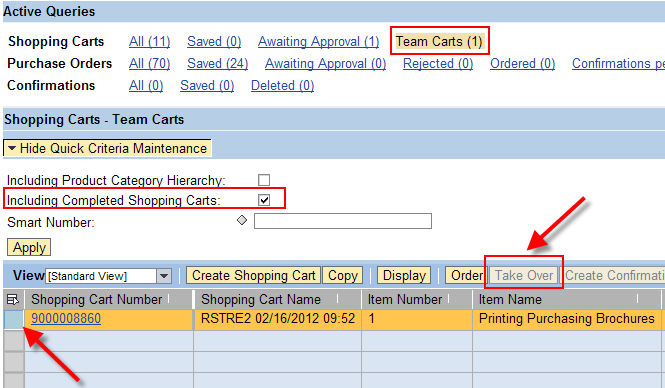 Active Queries
Shopping Carts All (11) Saved (0) Awaiting Approval (1) Team Carts (1)
Purchase Orders All (70) Saved (24) Awaiting Approval (0) Rejected (0) Ordered (0) Confirmations pe
Confirmations All (0) Saved (0) Deleted (0)
Shopping Carts - Team Carts
Hide Quick Criteria Maintenance
Including Product Category Hierarchy:
Including Completed Shopping Carts:
Smart Number:
Apply
View [Standard View] Create Shopping Cart Copy Display Order Take Over Create Confirmati
Shopping Cart Number Shopping Cart Name Item Number Item Name
9000008860 RSTRE2 02/16/2012 09:52 1 Printing Purchasing Brochures